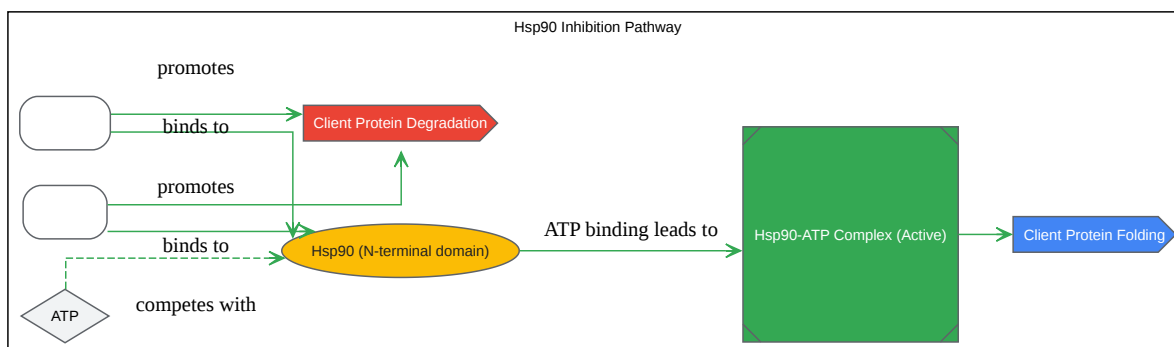 Hsp90 Inhibition Pathway
promotes
Client Protein Degradation
binds to
promotes
binds to
Hsp90 (N-terminal domain)
ATP binding leads to
Hsp90-ATP Complex (Active)
Client Protein Folding
competes with
ATP